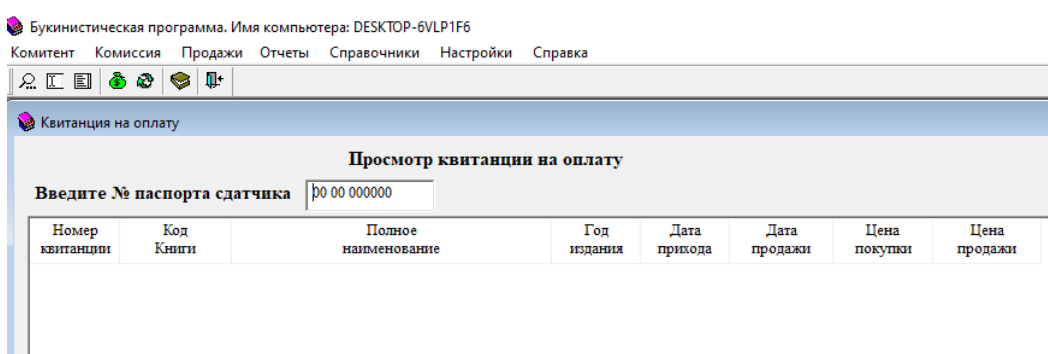 Букинистическая программа. Имя компьютера: DESKTOP-6VLP1F6
Комитент Комиссия Продажи Отчеты Справочники Настройки Справка
Квитанция на оплату
Просмотр квитанции на оплату
Введите № паспорта сдатчика 00 00 000000
Номер квитанции Код Книги Полное наименование Год издания Дата прихода Дата продажи Цена покупки Цена продажи